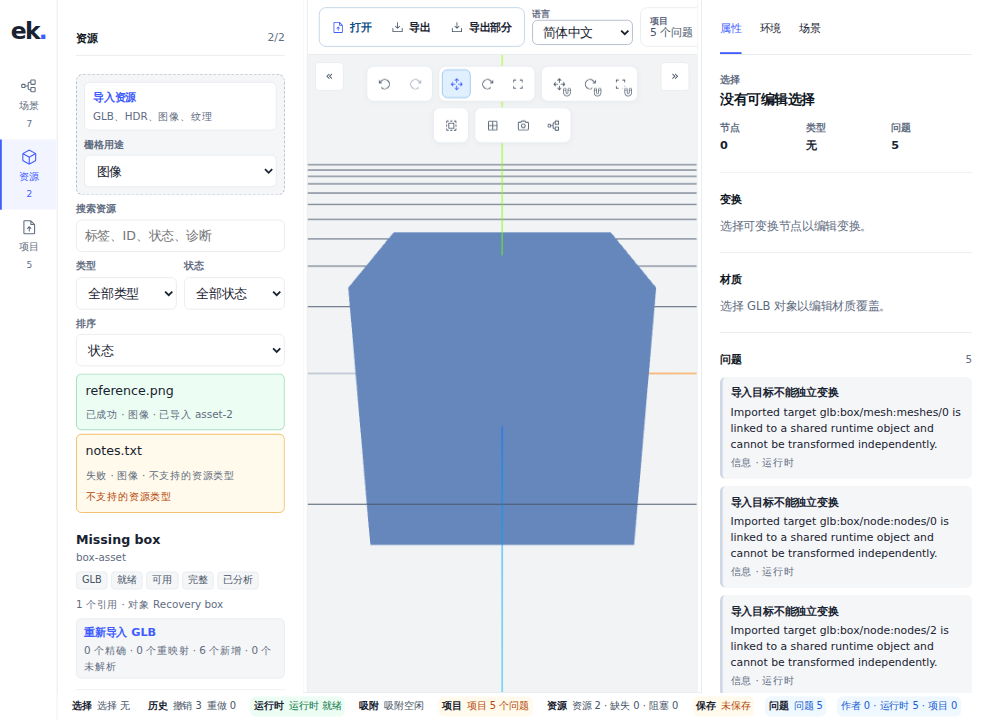 ek.
场景
7
资源
2
项目
5
资源
2/2
导入资源
GLB、HDR、图像、纹理
栅格用途
图像
搜索资源
标签、ID、状态、诊断
类型
状态
全部类型
全部状态
排序
状态
reference.png
已成功 · 图像 · 已导入 asset-2
notes.txt
失败 · 图像 · 不支持的资源类型
不支持的资源类型
Missing box
box-asset
GLB
就绪
可用
完整
已分析
1 个引用 · 对象 Recovery box
重新导入 GLB
0 个精确 · 0 个重映射 · 6 个新增 · 0 个
未解析
打开
导出
导出部分
语言
简体中文
项目
5 个问题
«
»
属性
环境
场景
选择
没有可编辑选择
节点
类型
问题
0
无
5
变换
选择可变换节点以编辑变换。
材质
选择 GLB 对象以编辑材质覆盖。
问题
5
导入目标不能独立变换
Imported target glb:box/mesh:meshes/0 is
linked to a shared runtime object and
cannot be transformed independently.
信息 · 运行时
导入目标不能独立变换
Imported target glb:box/node:nodes/0 is
linked to a shared runtime object and
cannot be transformed independently.
信息 · 运行时
导入目标不能独立变换
Imported target glb:box/node:nodes/2 is
linked to a shared runtime object and
cannot be transformed independently.
信息 · 运行时
选择 选择 无
历史 撤销 3 重做 0
运行时 运行时 就绪
吸附 吸附空闲
项目 项目 5 个问题
资源 资源 2 · 缺失 0 · 阻塞 0
保存 未保存
问题 问题 5
作者 0 · 运行时 5 · 项目 0